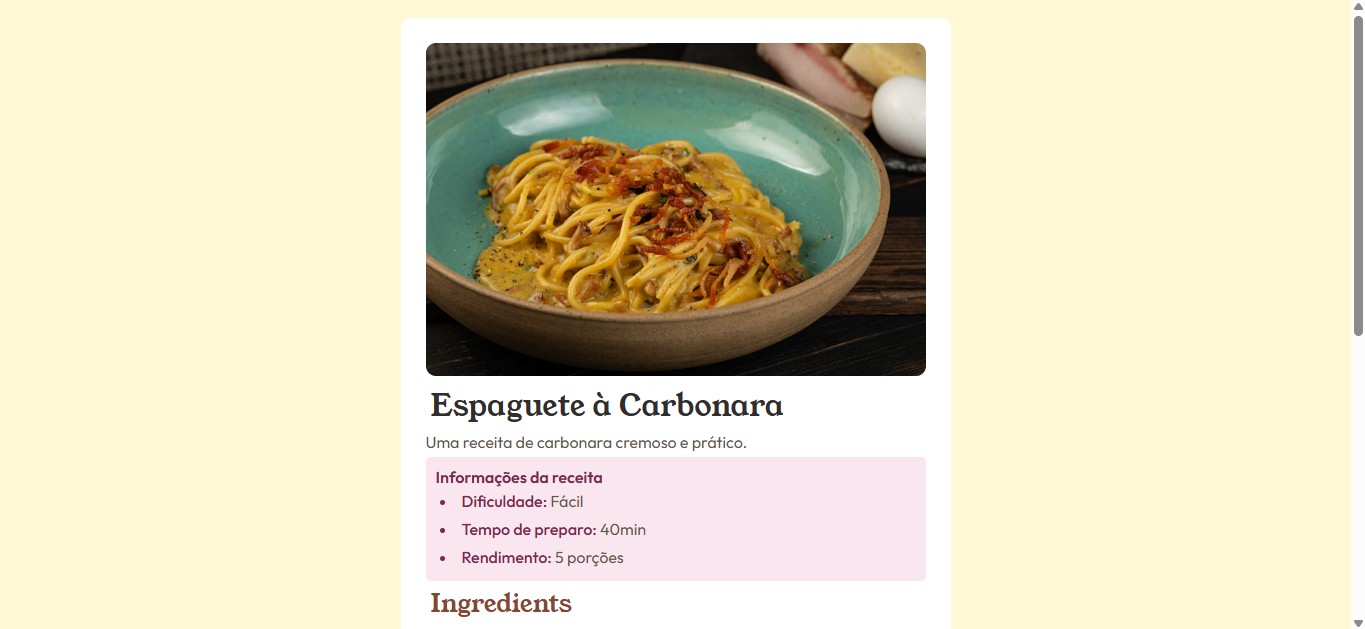 Espaguete à Carbonara
Uma receita de carbonara cremoso e prático.
Informações da receita
Dificuldade: Fácil
Tempo de preparo: 40min
Rendimento: 5 porções
Ingredients